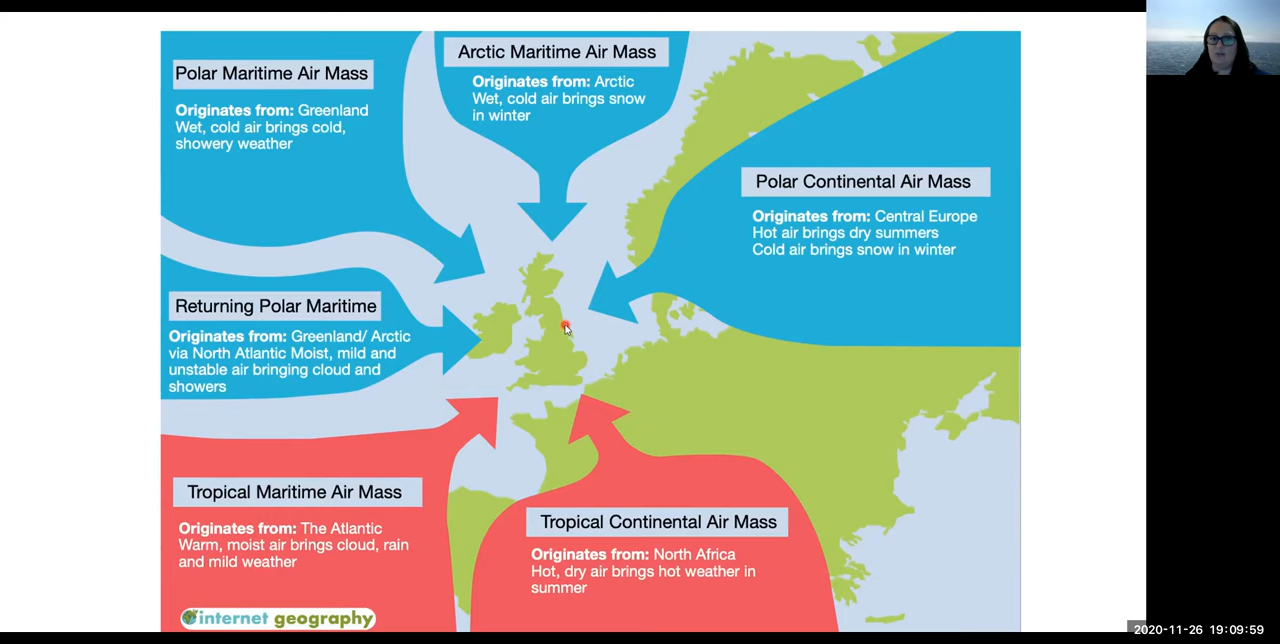 Polar Maritime Air Mass
Originates from: Greenland
Wet, cold air brings cold,
showery weather
Arctic Maritime Air Mass
Originates from: Arctic
Wet, cold air brings snow
in winter
Polar Continental Air Mass
Originates from: Central Europe
Hot air brings dry summers
Cold air brings snow in winter
Returning Polar Maritime
Originates from: Greenland/ Arctic
via North Atlantic Moist, mild and
unstable air bringing cloud and
showers
Tropical Maritime Air Mass
Originates from: The Atlantic
Warm, moist air brings cloud, rain
and mild weather
Tropical Continental Air Mass
Originates from: North Africa
Hot, dry air brings hot weather in
summer
internet geography
2020-11-26 19:09:59